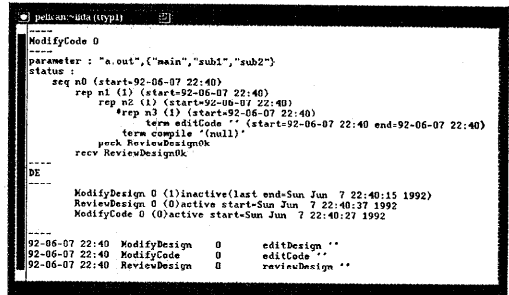 pelican:~iida (ttyp1)
----
ModifyCode 0
----
parameter : "a.out",{"main","sub1","sub2"}
status :
seq n0 (start=92-06-07 22:40)
rep n1 (1) (start=92-06-07 22:40)
rep n2 (1) (start=92-06-07 22:40)
*rep n3 (1) (start=92-06-07 22:40)
term editCode '' (start=92-06-07 22:40 end=92-06-07 22:40)
term compile '(null)'
peek ReviewDesignOk
recv ReviewDesignOk
----
DE
----
ModifyDesign 0 (1)inactive(last end=Sun Jun 7 22:40:15 1992)
ReviewDesign 0 (0)active start=Sun Jun 7 22:40:37 1992
ModifyCode 0 (0)active start=Sun Jun 7 22:40:27 1992
----
92-06-07 22:40 ModifyDesign 0 editDesign ''
92-06-07 22:40 ModifyCode 0 editCode ''
92-06-07 22:40 ReviewDesign 0 reviewDesign ''